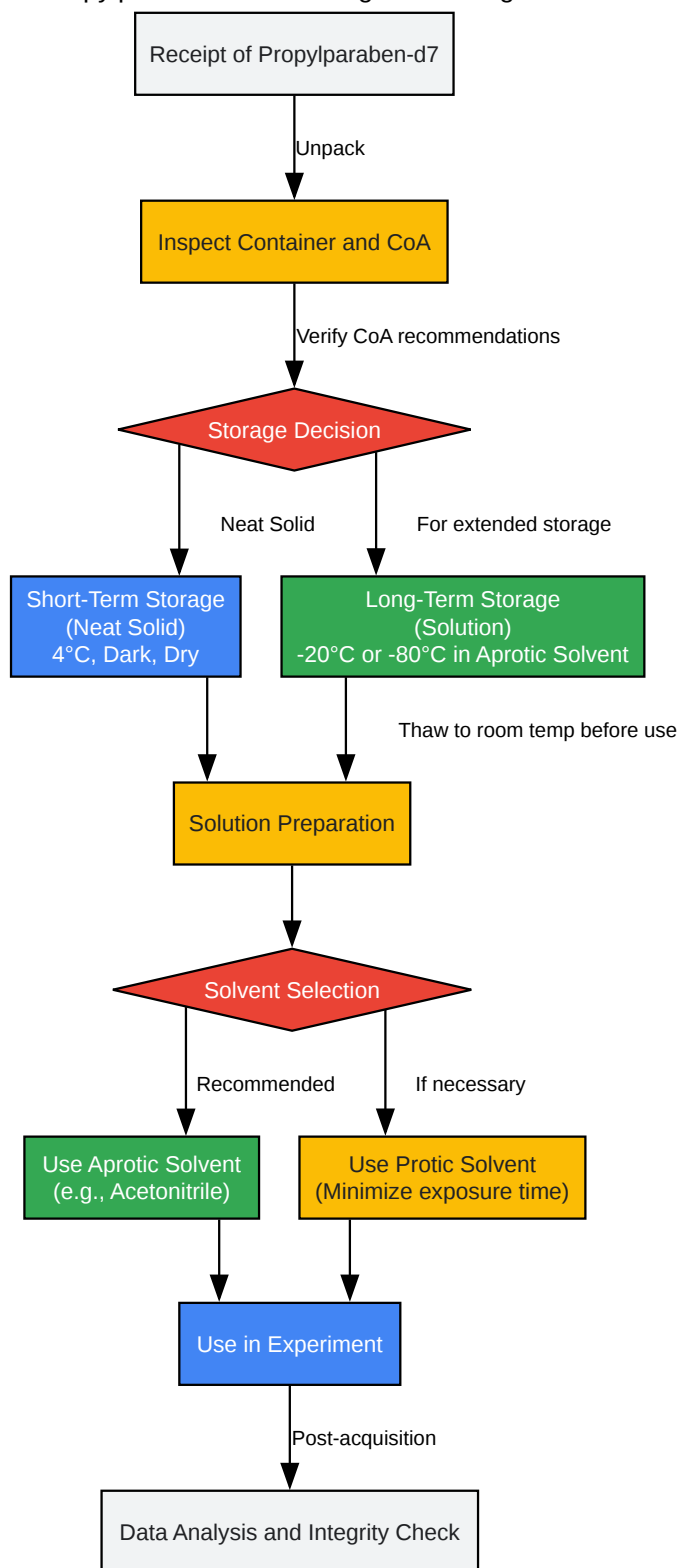 Receipt of Propylparaben-d7
Unpack
Inspect Container and CoA
Verify CoA recommendations
Storage Decision
Neat Solid
For extended storage
Short-Term Storage
(Neat Solid)
4°C, Dark, Dry
Long-Term Storage
(Solution)
-20°C or -80°C in Aprotic Solvent
Thaw to room temp before use
Solution Preparation
Solvent Selection
Recommended
If necessary
Use Aprotic Solvent
(e.g., Acetonitrile)
Use Protic Solvent
(Minimize exposure time)
Use in Experiment
Post-acquisition
Data Analysis and Integrity Check